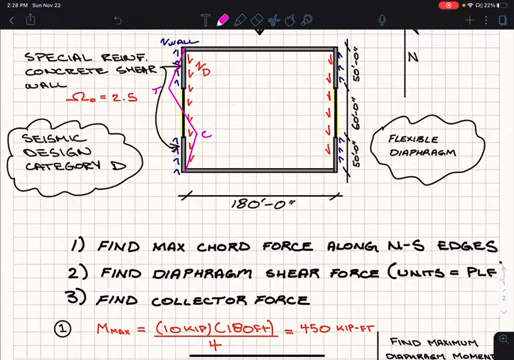 2:28 PM Sun Nov 22
22%
SPECIAL REINF.
CONCRETE SHEAR
WALL
Ω₀ = 2.5
SEISMIC
DESIGN
CATEGORY D
V WALL
V D
T
C
50'-0"
60'-0"
50'-0"
180'-0"
N
FLEXIBLE
DIAPHRAGM
1) FIND MAX CHORD FORCE ALONG N-S EDGES
2) FIND DIAPHRAGM SHEAR FORCE (UNITS = PLF
3) FIND COLLECTOR FORCE
① M MAX = (10 KIP)(180 FT) / 4 = 450 KIP-FT
FIND MAXIMUM
DIAPHRAGM MOMENT